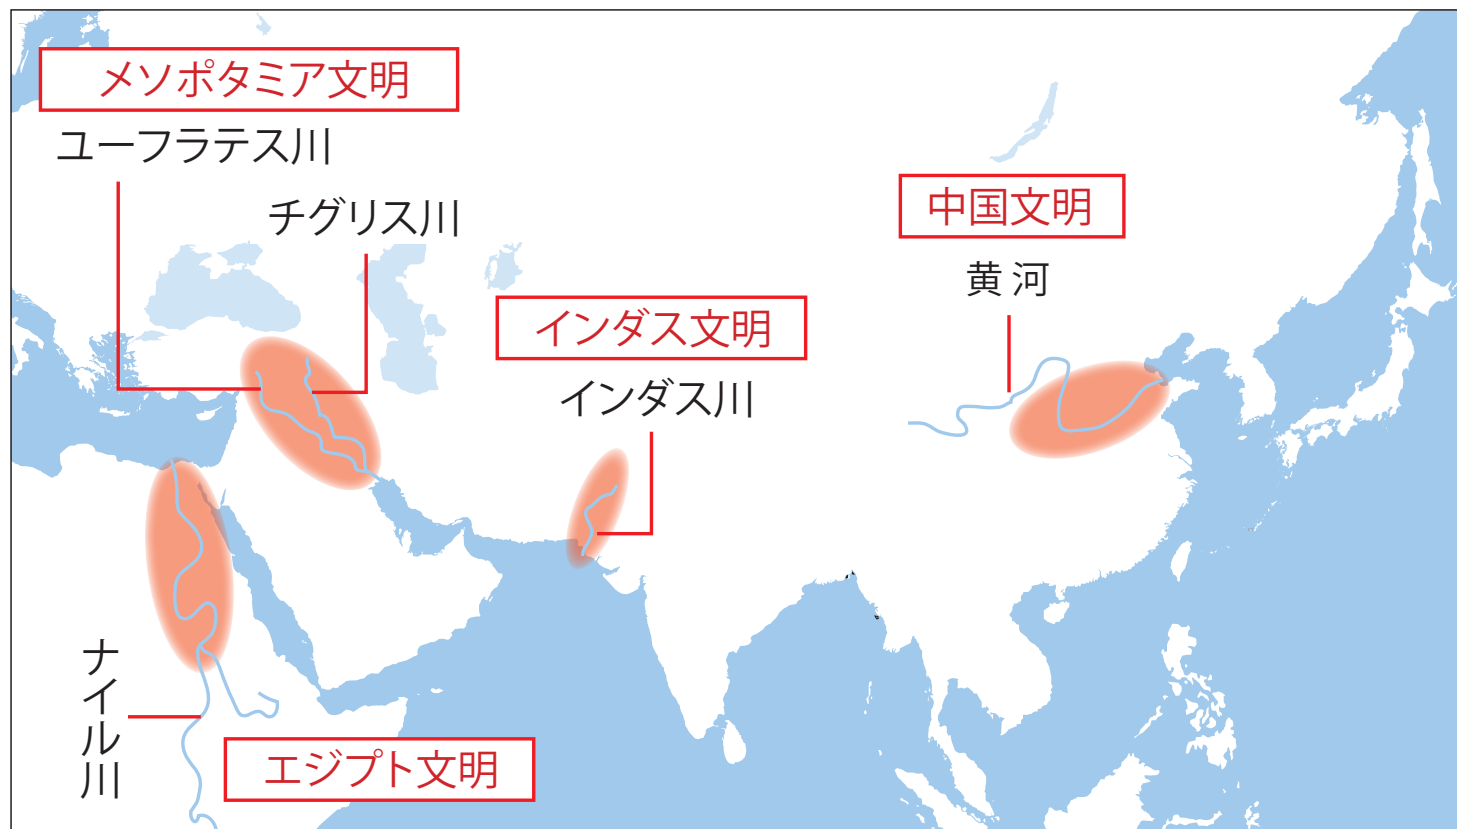 メソポタミア文明
ユーフラテス川
チグリス川
中国文明
黄河
インダス文明
インダス川
ナイル川
エジプト文明